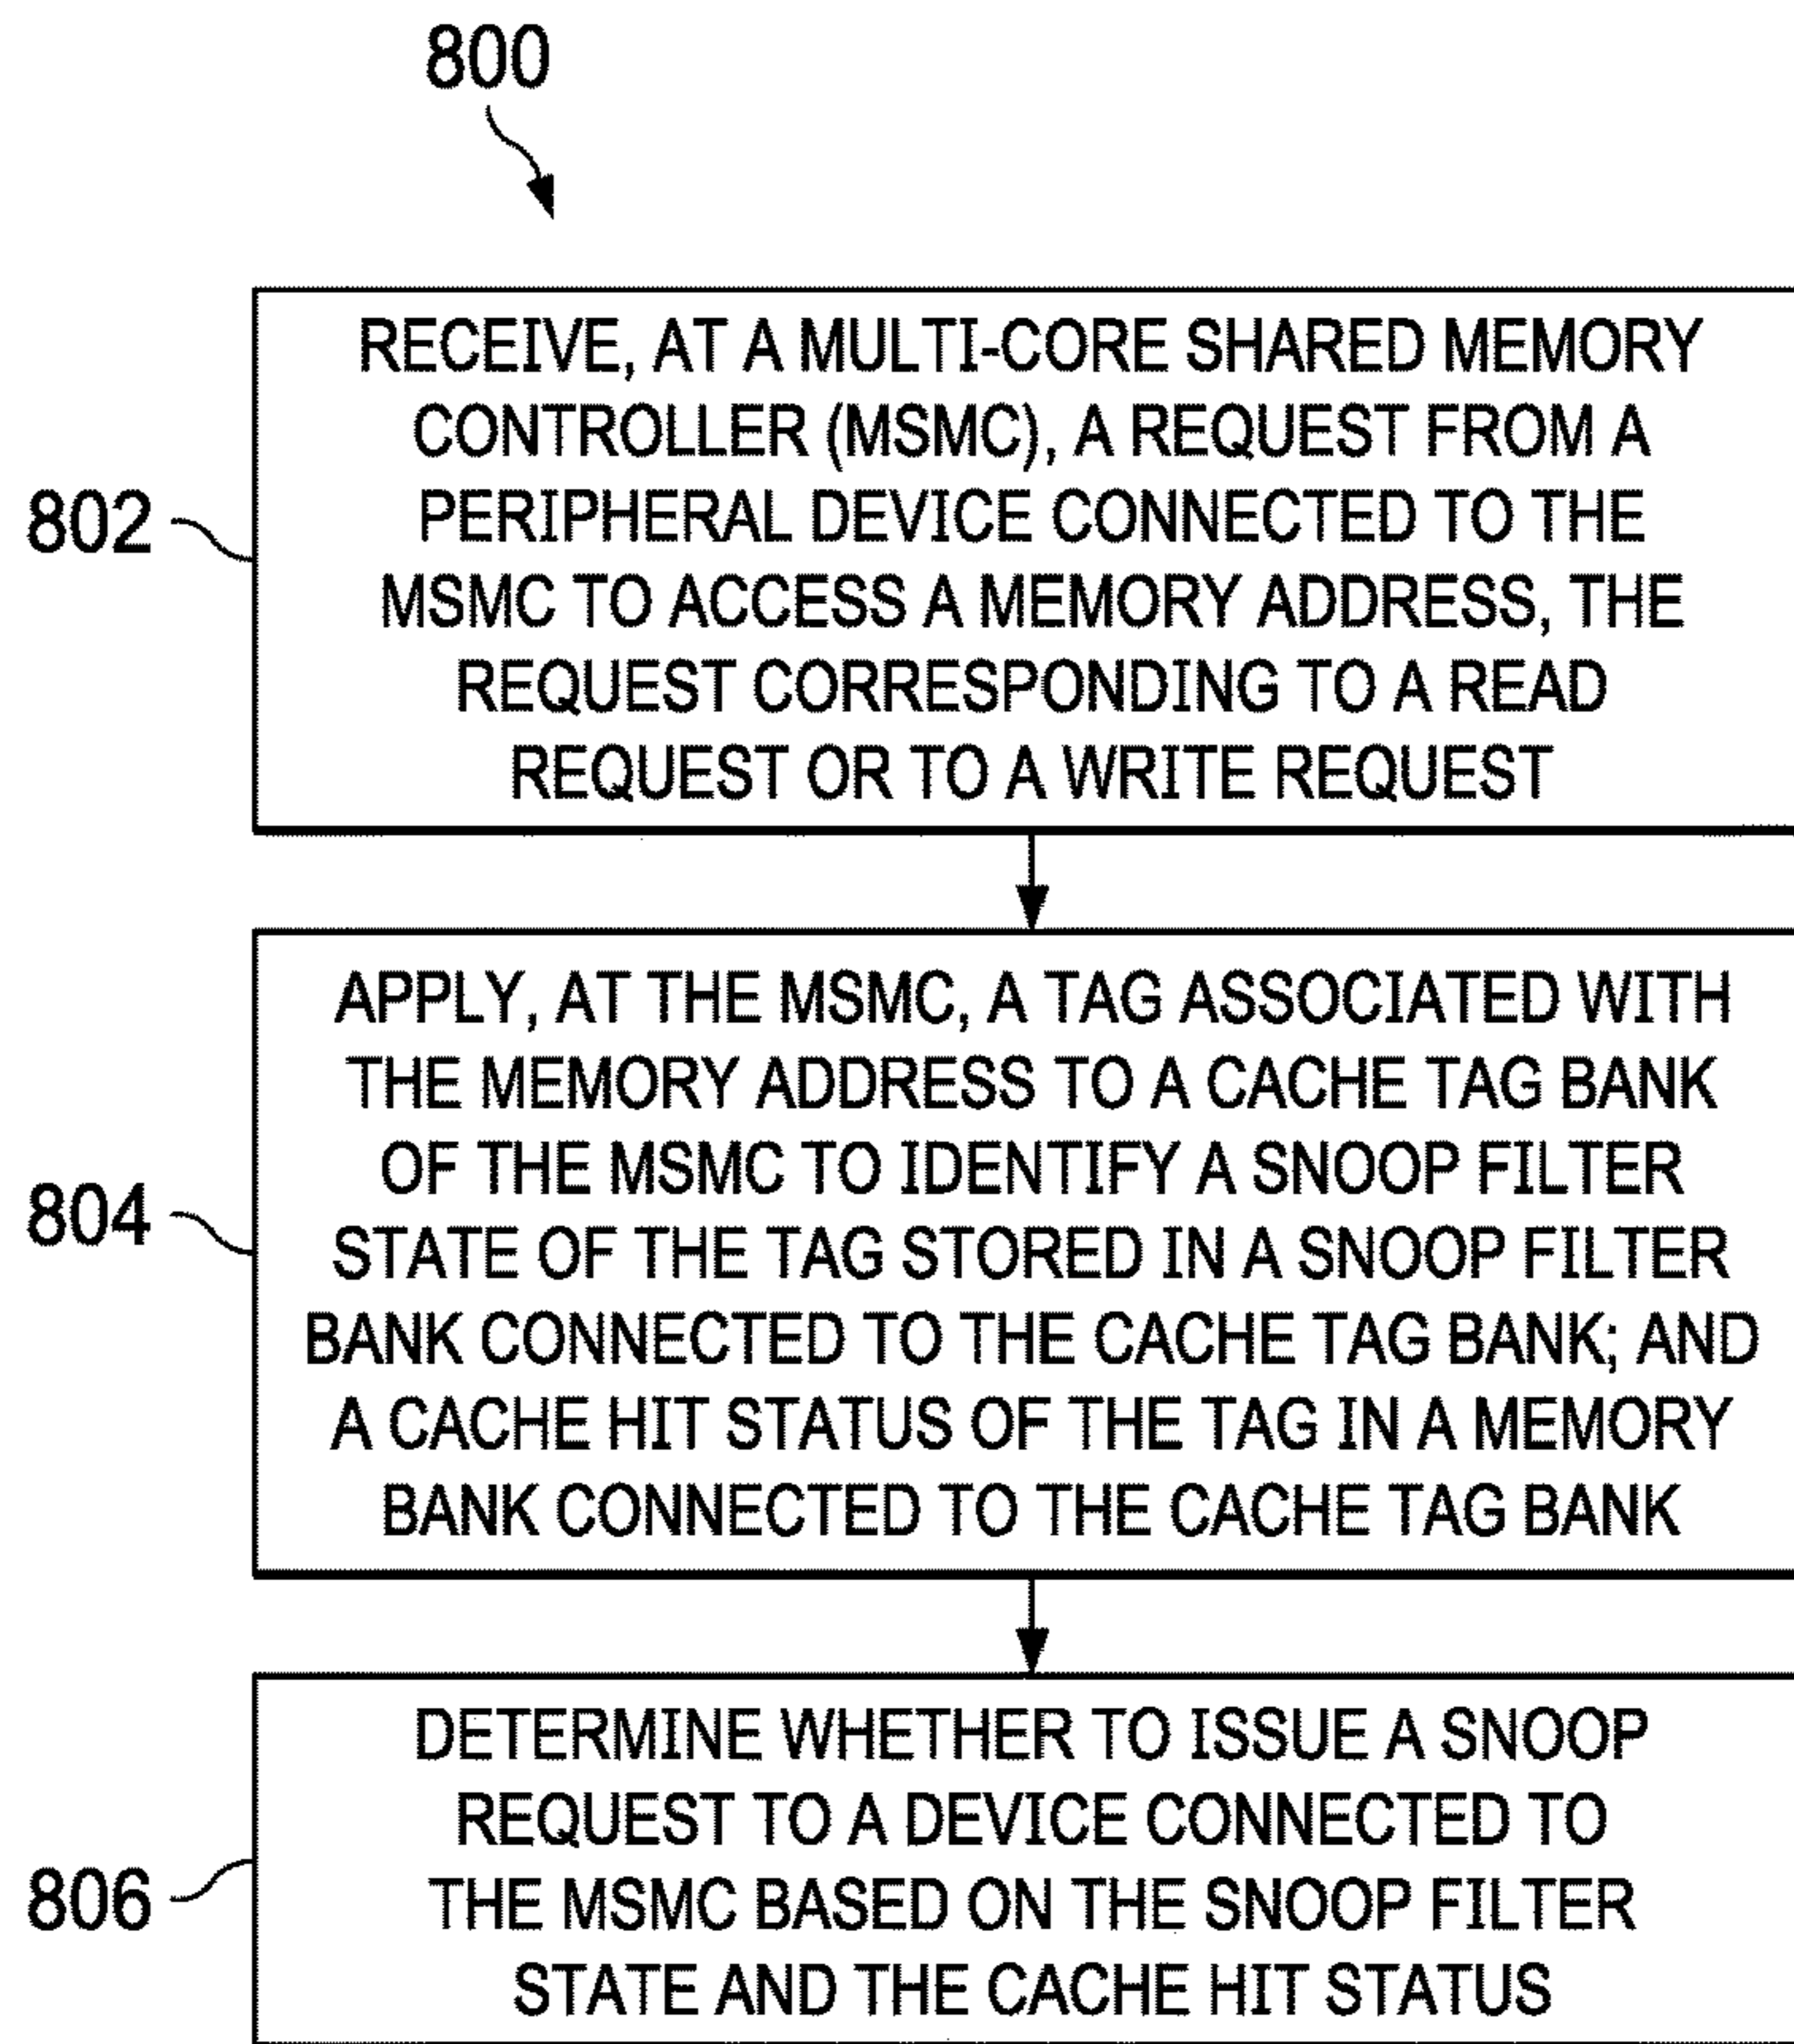 800
802
RECEIVE, AT A MULTI-CORE SHARED MEMORY
CONTROLLER (MSMC), A REQUEST FROM A
PERIPHERAL DEVICE CONNECTED TO THE
MSMC TO ACCESS A MEMORY ADDRESS, THE
REQUEST CORRESPONDING TO A READ
REQUEST OR TO A WRITE REQUEST
804
APPLY, AT THE MSMC, A TAG ASSOCIATED WITH
THE MEMORY ADDRESS TO A CACHE TAG BANK
OF THE MSMC TO IDENTIFY A SNOOP FILTER
STATE OF THE TAG STORED IN A SNOOP FILTER
BANK CONNECTED TO THE CACHE TAG BANK; AND
A CACHE HIT STATUS OF THE TAG IN A MEMORY
BANK CONNECTED TO THE CACHE TAG BANK
806
DETERMINE WHETHER TO ISSUE A SNOOP
REQUEST TO A DEVICE CONNECTED TO
THE MSMC BASED ON THE SNOOP FILTER
STATE AND THE CACHE HIT STATUS